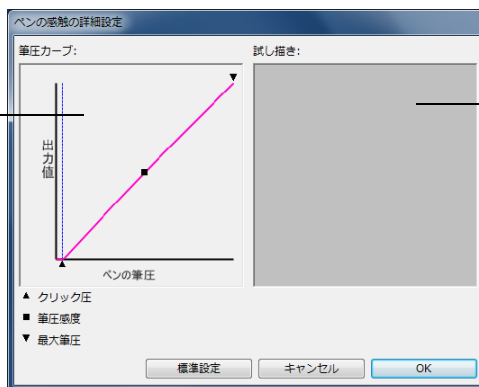 ペンの感触の詳細設定
筆圧カーブ:
試し描き:
出力値
ペンの筆圧
▲ クリック圧
■ 筆圧感度
▼ 最大筆圧
標準設定
キャンセル
OK